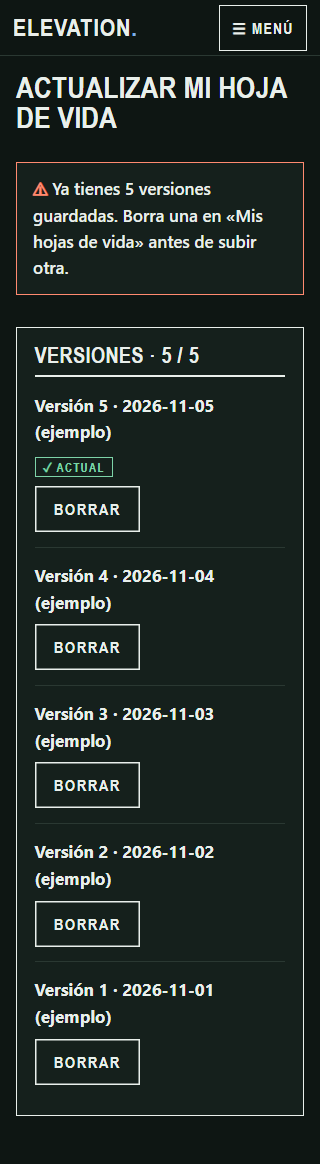 ELEVATION.
☰ MENÚ
ACTUALIZAR MI HOJA
DE VIDA
⚠ Ya tienes 5 versiones
guardadas. Borra una en «Mis
hojas de vida» antes de subir
otra.
VERSIONES · 5 / 5
Versión 5 · 2026-11-05
(ejemplo)
✓ ACTUAL
BORRAR
Versión 4 · 2026-11-04
(ejemplo)
BORRAR
Versión 3 · 2026-11-03
(ejemplo)
BORRAR
Versión 2 · 2026-11-02
(ejemplo)
BORRAR
Versión 1 · 2026-11-01
(ejemplo)
BORRAR